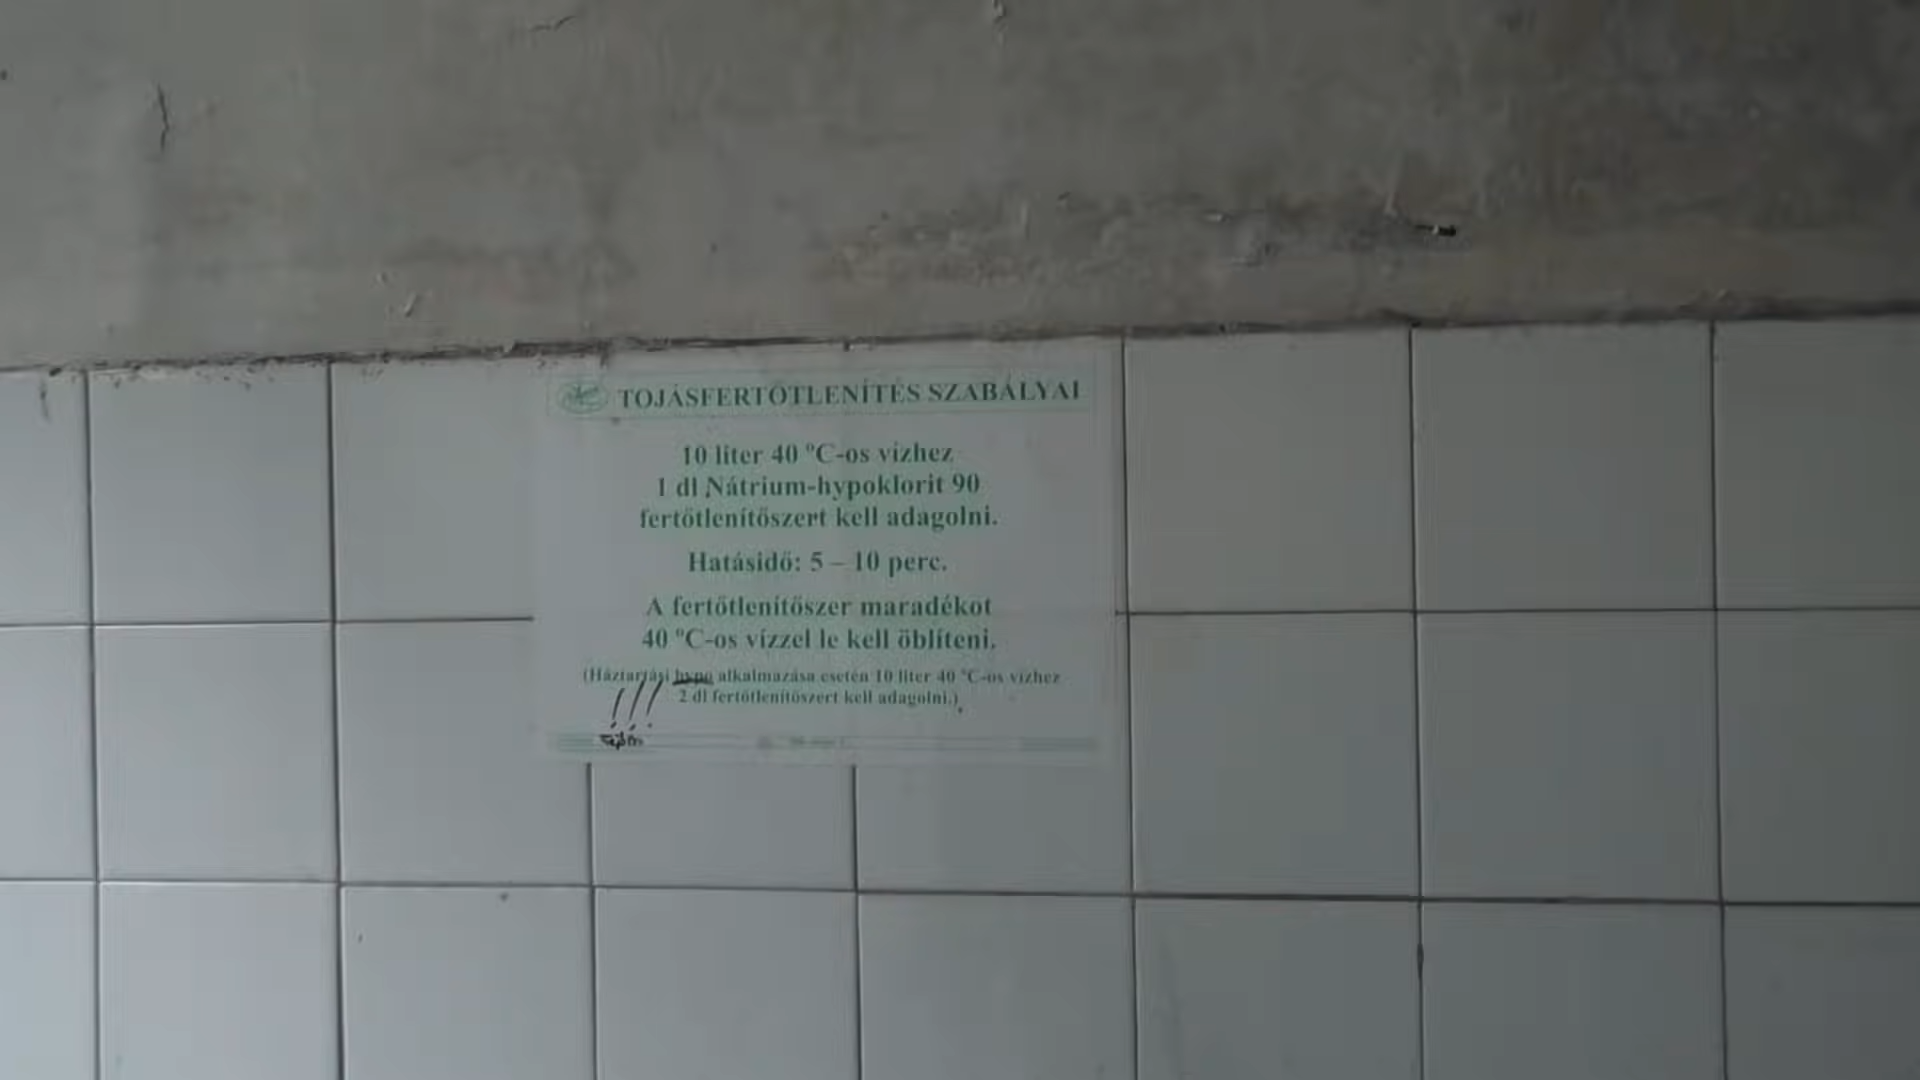 TOJÁSFERTŐTLENÍTÉS SZABÁLYAI
10 liter 40 °C-os vízhez
1 dl Nátrium-hypoklorit 90
fertőtlenítőszert kell adagolni.
Hatásidő: 5 – 10 perc.
A fertőtlenítőszer maradékot
40 °C-os vízzel le kell öblíteni.
(Háztartási hypo alkalmazása esetén 10 liter 40 °C-os vízhez
2 dl fertőtlenítőszert kell adagolni.)
!!!